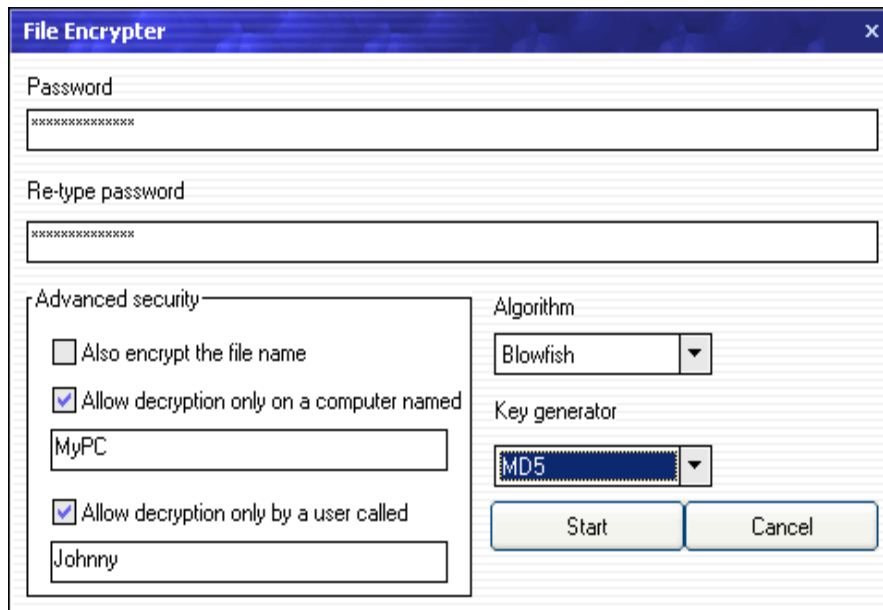 File Encrypter
Password
**************
Re-type password
**************
Advanced security
Also encrypt the file name
Allow decryption only on a computer named
MyPC
Allow decryption only by a user called
Johnny
Algorithm
Blowfish
Key generator
MD5
Start
Cancel